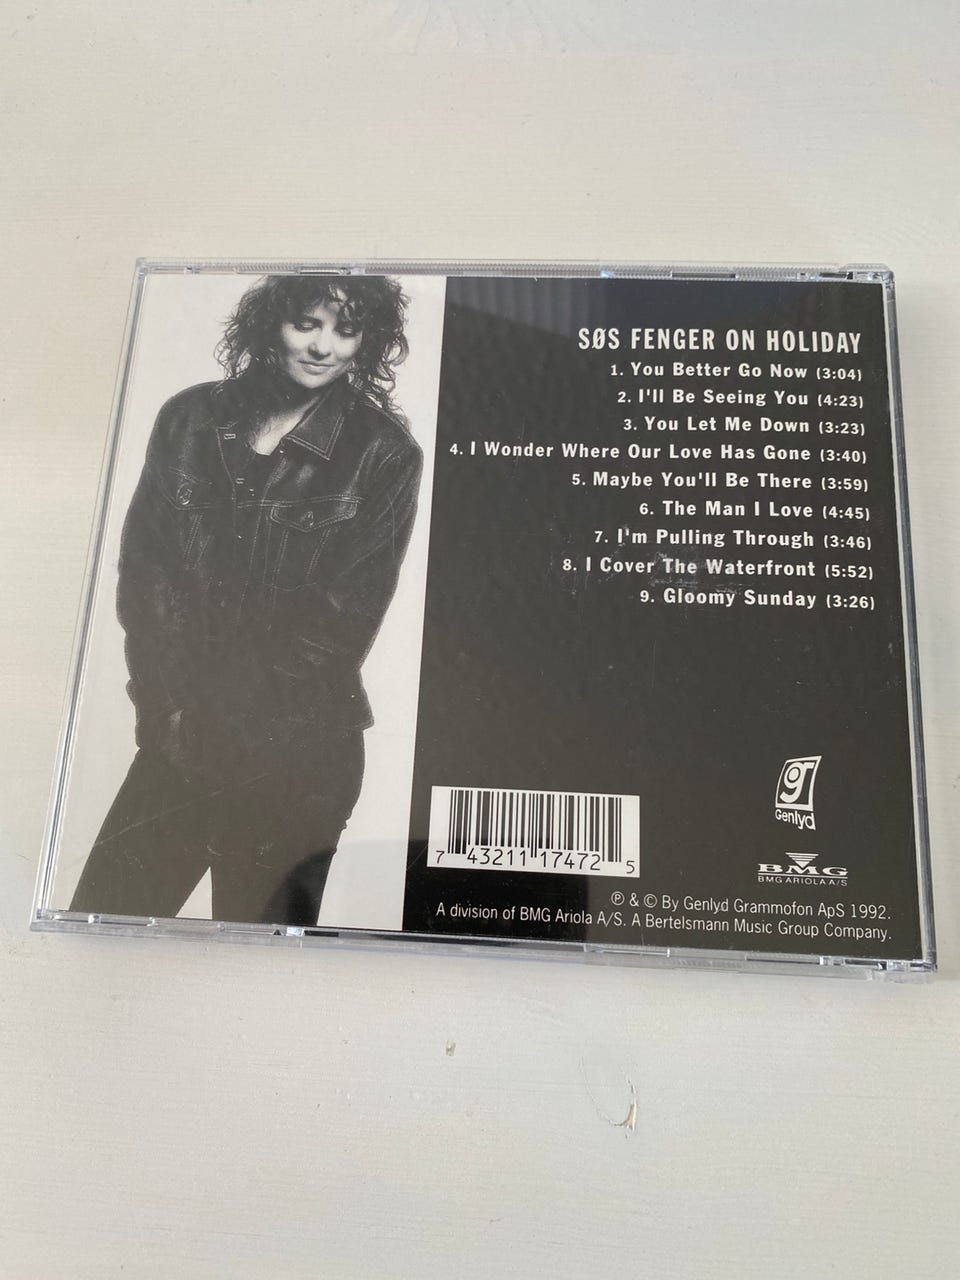 SØS FENGER ON HOLIDAY
1. You Better Go Now (3:04)
2. I'll Be Seeing You (4:23)
3. You Let Me Down (3:23)
4. I Wonder Where Our Love Has Gone (3:40)
5. Maybe You'll Be There (3:59)
6. The Man I Love (4:45)
7. I'm Pulling Through (3:46)
8. I Cover The Waterfront (5:52)
9. Gloomy Sunday (3:26)
g
Genlyd
7 43211 17472 5
BMG
BMG ARIOLA A/S
℗ & © By Genlyd Grammofon ApS 1992.
A division of BMG Ariola A/S. A Bertelsmann Music Group Company.